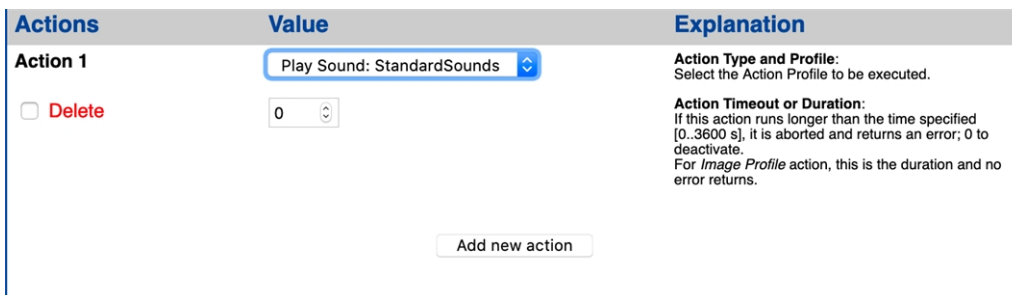 Actions Value Explanation
Action 1 Play Sound: StandardSounds Action Type and Profile:
Select the Action Profile to be executed.
Delete 0 Action Timeout or Duration:
If this action runs longer than the time specified
[0..3600 s], it is aborted and returns an error; 0 to
deactivate.
For Image Profile action, this is the duration and no
error returns.
Add new action